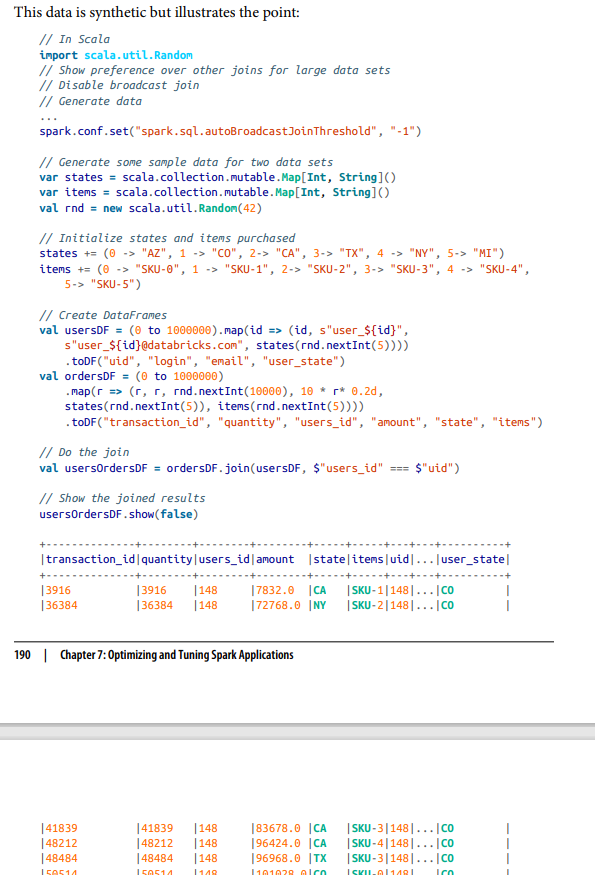 This data is synthetic but illustrates the point:
// In Scala
import scala.util.Random
// Show preference over other joins for large data sets
// Disable broadcast join
// Generate data
...
spark.conf.set("spark.sql.autoBroadcastJoinThreshold", "-1")
// Generate some sample data for two data sets
var states = scala.collection.mutable.Map[Int, String]()
var items = scala.collection.mutable.Map[Int, String]()
val rnd = new scala.util.Random(42)
// Initialize states and items purchased
states += (0 -> "AZ", 1 -> "CO", 2-> "CA", 3-> "TX", 4 -> "NY", 5-> "MI")
items += (0 -> "SKU-0", 1 -> "SKU-1", 2-> "SKU-2", 3-> "SKU-3", 4 -> "SKU-4",
    5-> "SKU-5")
// Create DataFrames
val usersDF = (0 to 1000000).map(id => (id, s"user_${id}",
    s"user_${id}@databricks.com", states(rnd.nextInt(5))))
    .toDF("uid", "login", "email", "user_state")
val ordersDF = (0 to 1000000)
    .map(r => (r, r, rnd.nextInt(10000), 10 * r* 0.2d,
    states(rnd.nextInt(5)), items(rnd.nextInt(5))))
    .toDF("transaction_id", "quantity", "users_id", "amount", "state", "items")
// Do the join
val usersOrdersDF = ordersDF.join(usersDF, $"users_id" === $"uid")
// Show the joined results
usersOrdersDF.show(false)
+--------------+--------+--------+--------+-----+-----+---+---+----------+
|transaction_id|quantity|users_id|amount  |state|items|uid|...|user_state|
+--------------+--------+--------+--------+-----+-----+---+---+----------+
|3916          |3916    |148     |7832.0  |CA   |SKU-1|148|...|CO        |
|36384         |36384   |148     |72768.0 |NY   |SKU-2|148|...|CO        |
190 | Chapter 7: Optimizing and Tuning Spark Applications
|41839         |41839   |148     |83678.0 |CA   |SKU-3|148|...|CO        |
|48212         |48212   |148     |96424.0 |CA   |SKU-4|148|...|CO        |
|48484         |48484   |148     |96968.0 |TX   |SKU-3|148|...|CO        |
|50514         |50514   |148     |101028.0|CO   |SKU-0|148|...|CO        |